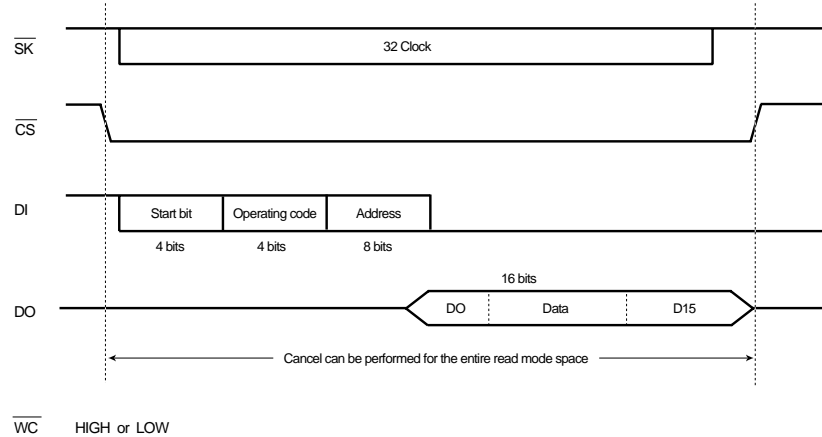 SK
32 Clock
CS
DI
Start bit
Operating code
Address
4 bits
4 bits
8 bits
16 bits
DO
DO
Data
D15
Cancel can be performed for the entire read mode space
WC HIGH or LOW